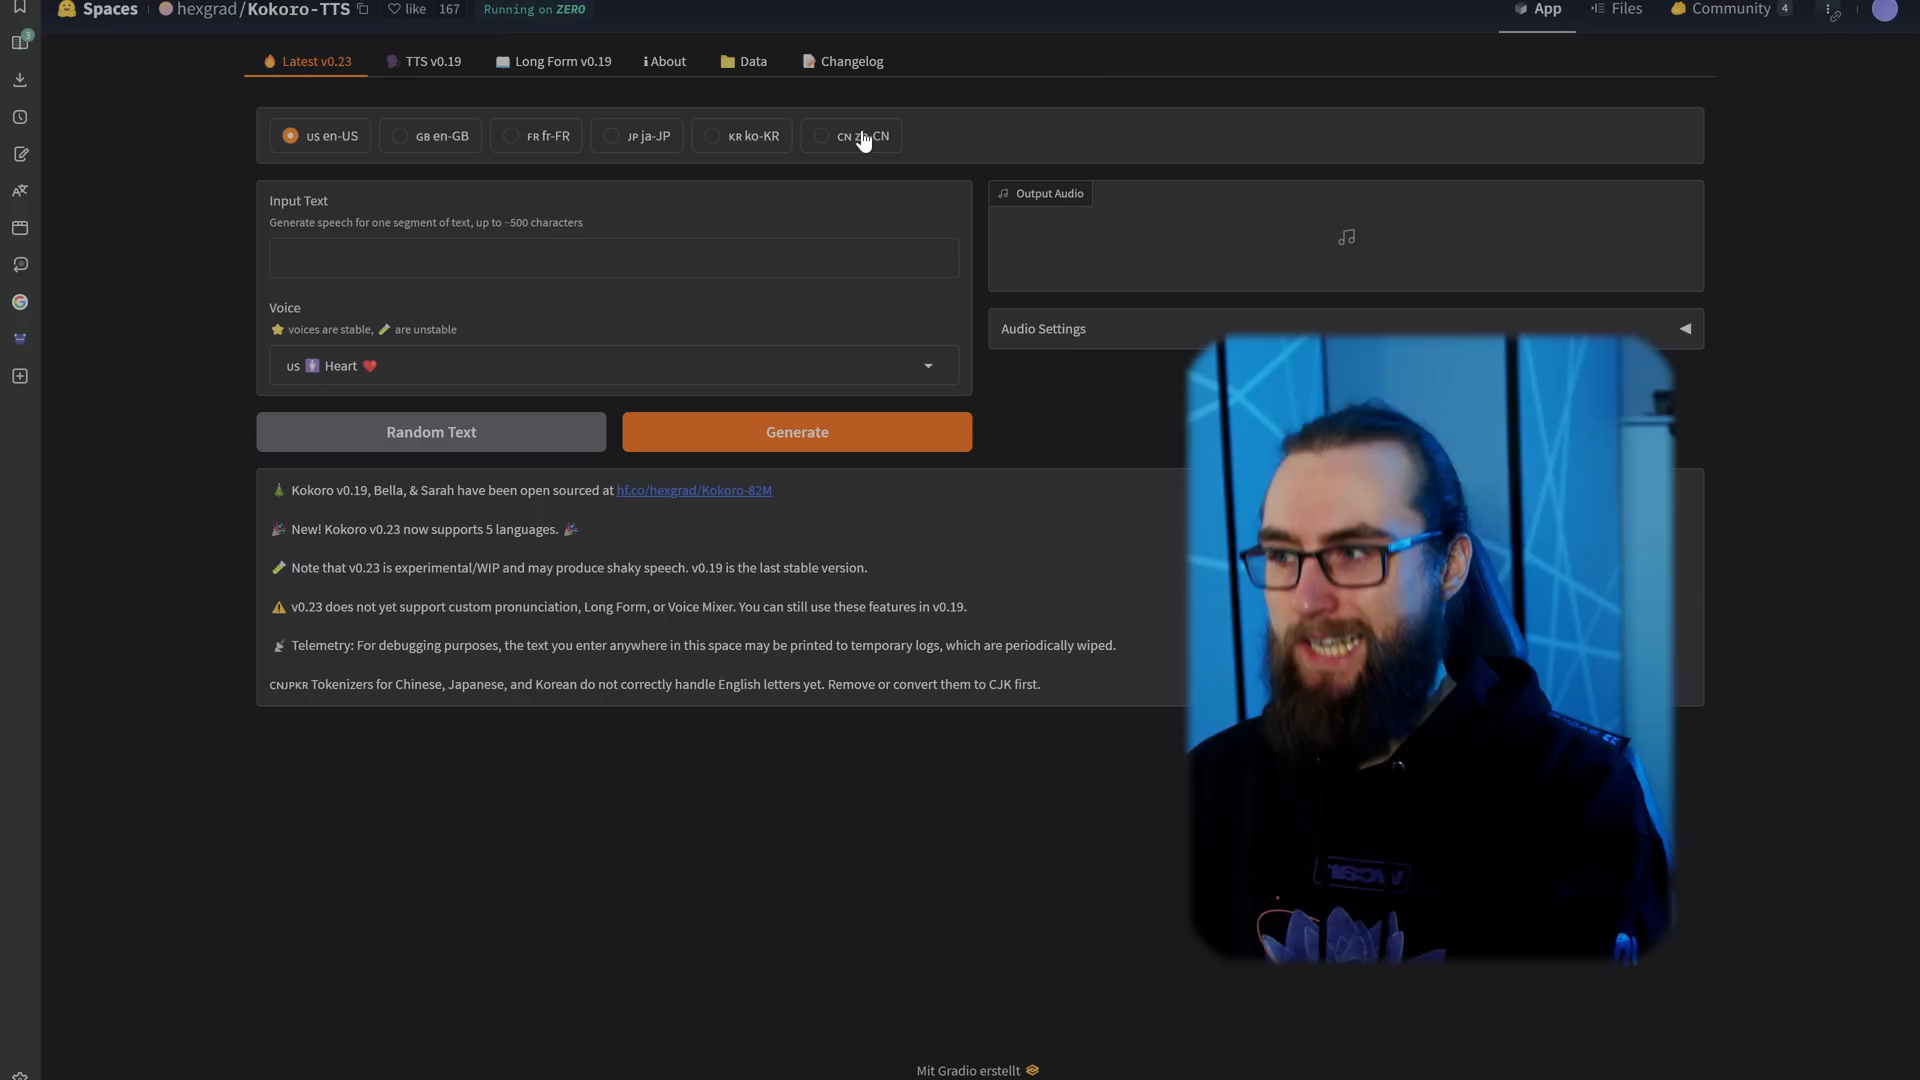 Spaces hexgrad/Kokoro-TTS like 167 Running on ZERO App Files Community 4
3
Latest v0.23 TTS v0.19 Long Form v0.19 About Data Changelog
US en-US GB en-GB FR fr-FR JP ja-JP KR ko-KR CN CN
Input Text
Generate speech for one segment of text, up to ~500 characters
Output Audio
Voice
voices are stable, are unstable
Audio Settings
US Heart
Random Text Generate
Kokoro v0.19, Bella, & Sarah have been open sourced at hf.co/hexgrad/Kokoro-82M
New! Kokoro v0.23 now supports 5 languages.
Note that v0.23 is experimental/WIP and may produce shaky speech. v0.19 is the last stable version.
v0.23 does not yet support custom pronunciation, Long Form, or Voice Mixer. You can still use these features in v0.19.
Telemetry: For debugging purposes, the text you enter anywhere in this space may be printed to temporary logs, which are periodically wiped.
CNJPKR Tokenizers for Chinese, Japanese, and Korean do not correctly handle English letters yet. Remove or convert them to CJK first.
Mit Gradio erstellt